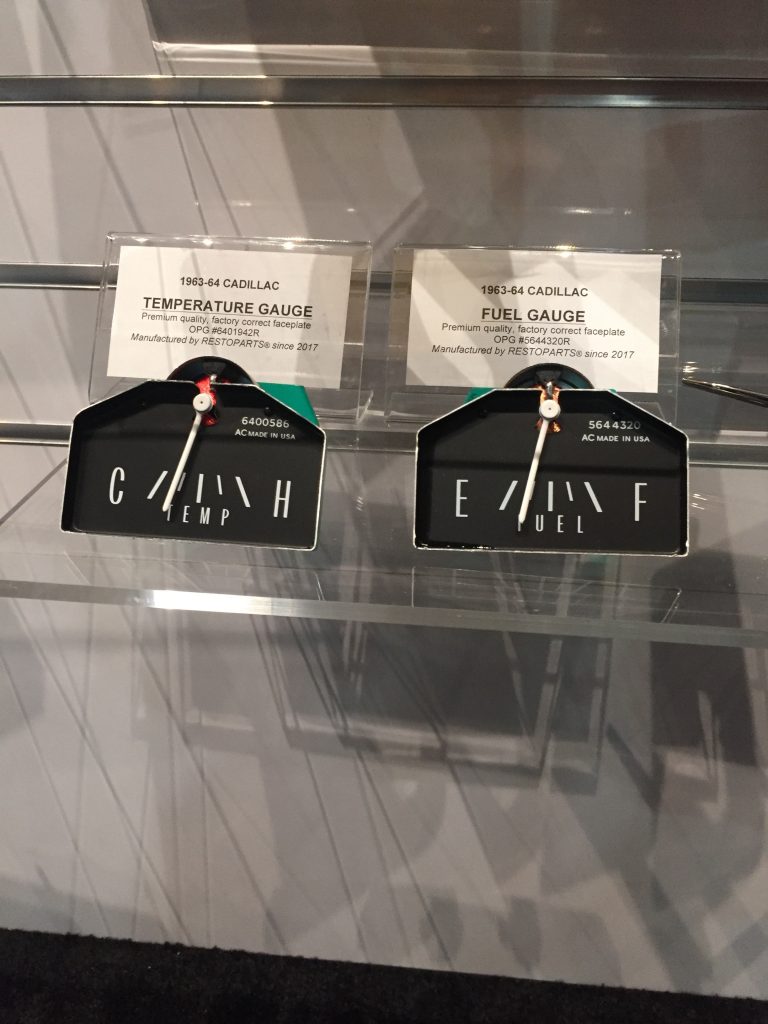 1963-64 CADILLAC
TEMPERATURE GAUGE
Premium quality, factory correct faceplate
OPG #6401942R
Manufactured by RESTOPARTS® since 2017
1963-64 CADILLAC
FUEL GAUGE
Premium quality, factory correct faceplate
OPG #5644320R
Manufactured by RESTOPARTS® since 2017
6400586
AC MADE IN USA
C H
TEMP
5644320
AC MADE IN USA
E F
FUEL